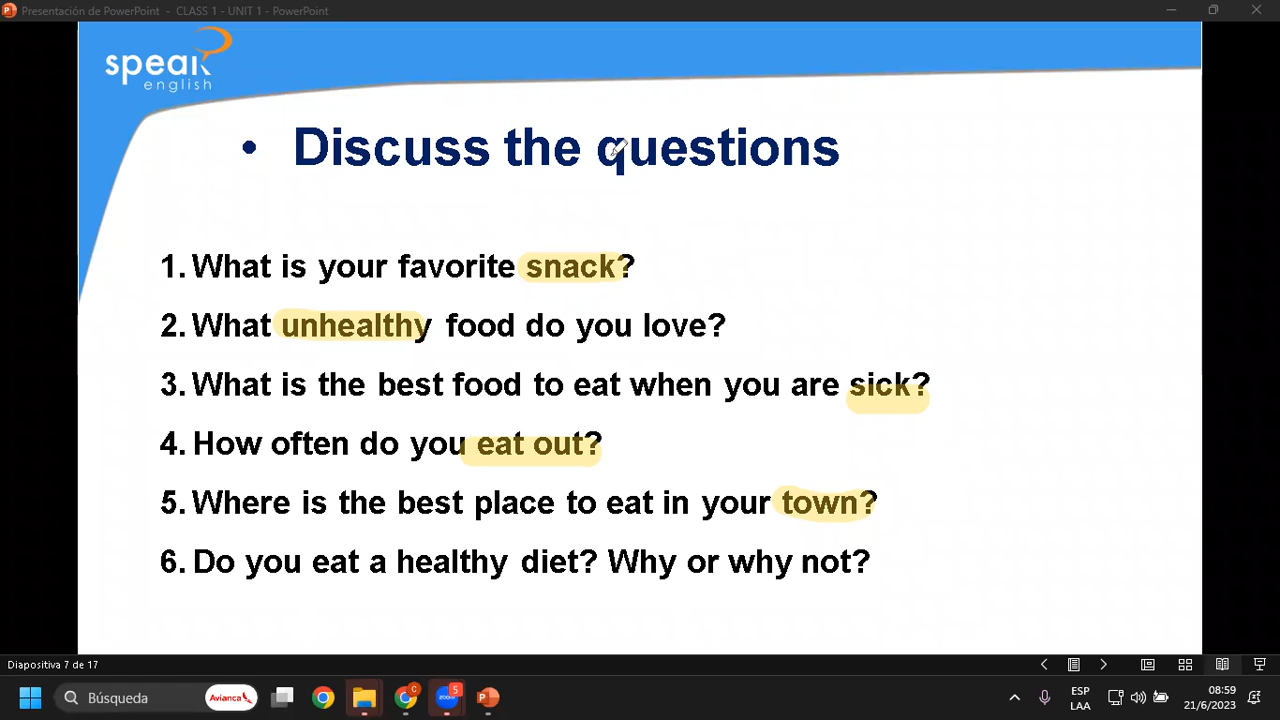 Presentación de PowerPoint - CLASS 1 - UNIT 1 - PowerPoint
speak
english
• Discuss the questions
1. What is your favorite snack?
2. What unhealthy food do you love?
3. What is the best food to eat when you are sick?
4. How often do you eat out?
5. Where is the best place to eat in your town?
6. Do you eat a healthy diet? Why or why not?
Diapositiva 7 de 17
Búsqueda
Avianca
C
zoom
5
ESP
LAA
08:59
21/6/2023